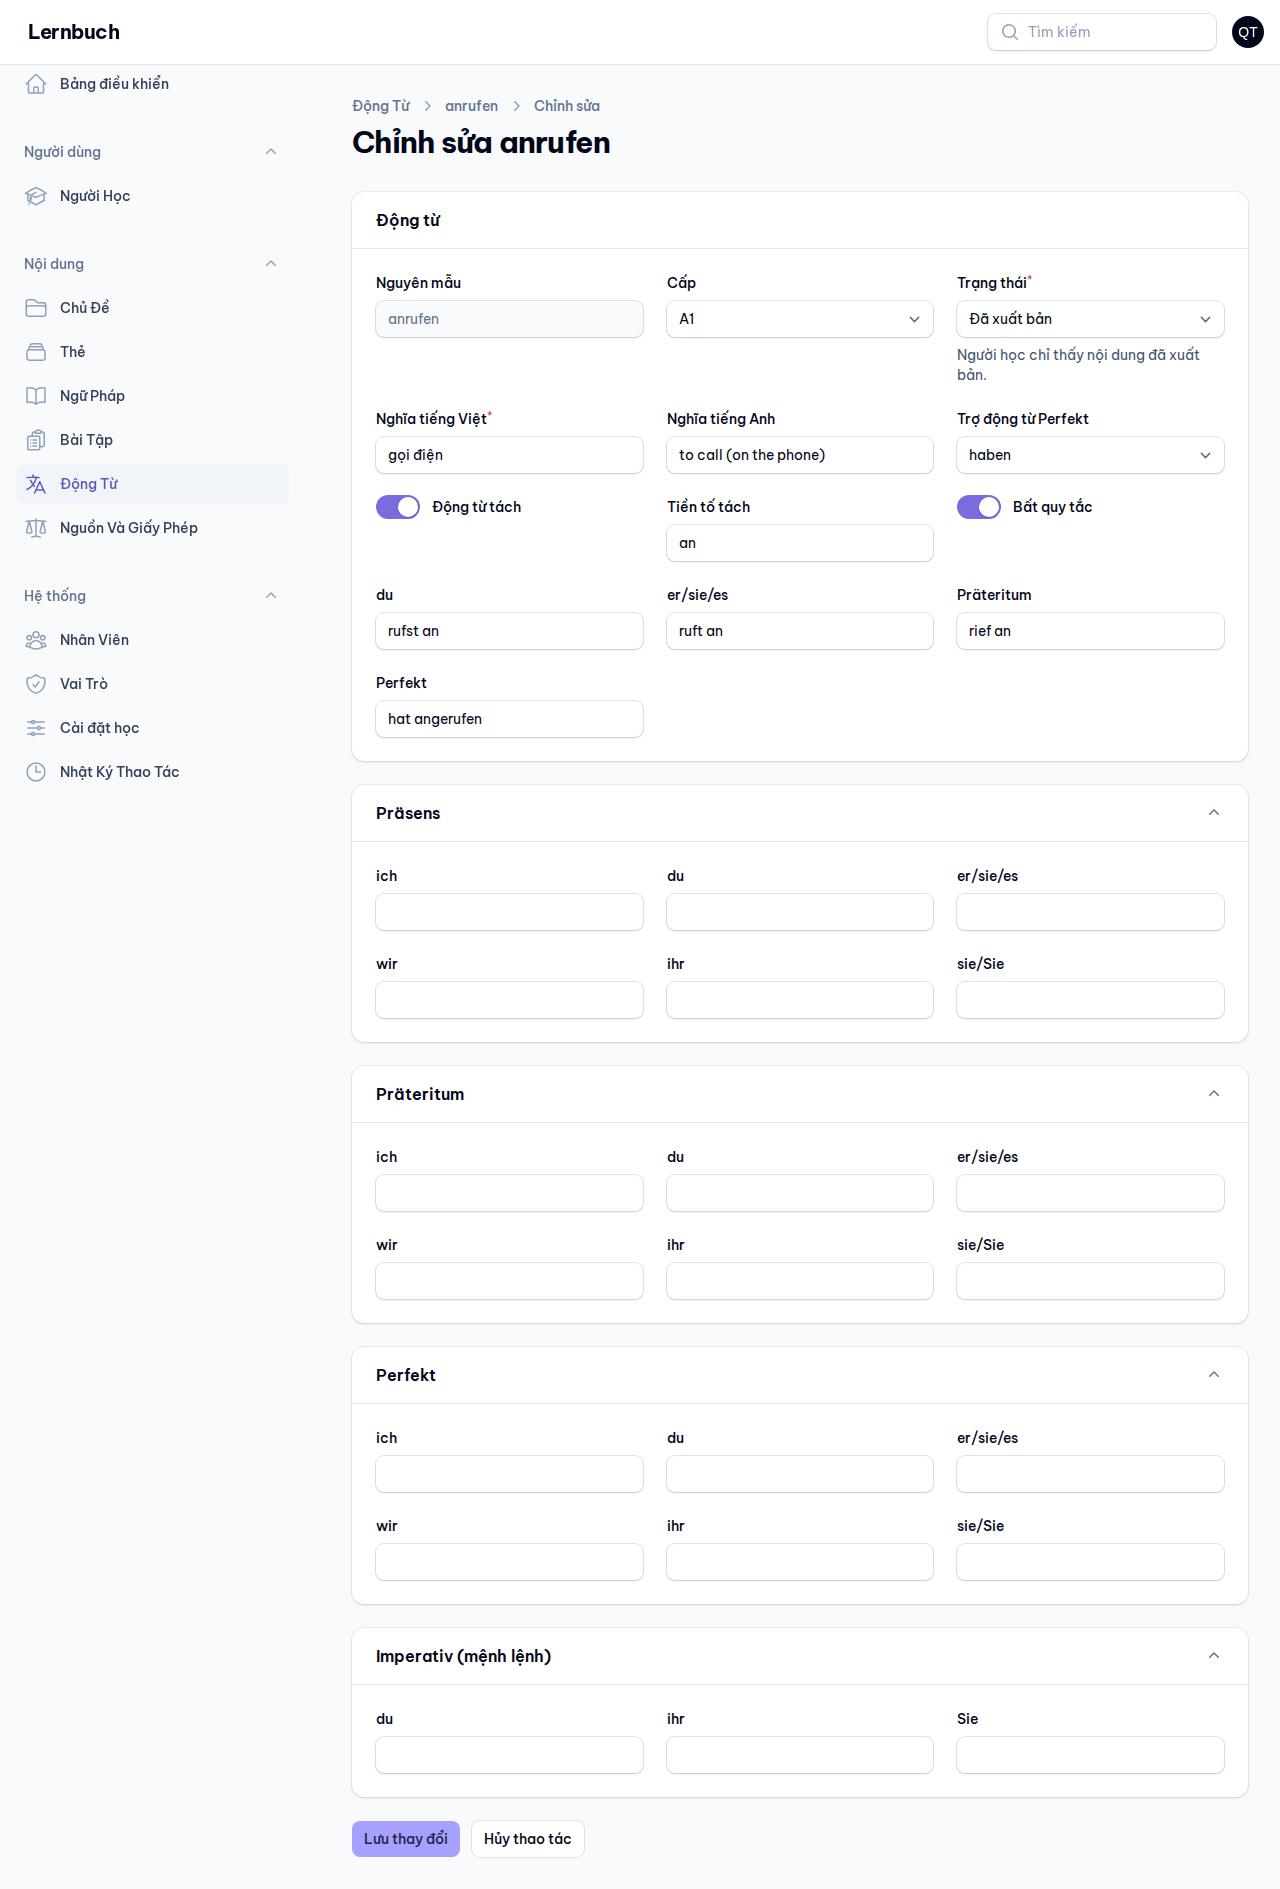 Lernbuch
Tìm kiếm
QT
Bảng điều khiển
Người dùng
Người Học
Nội dung
Chủ Đề
Thẻ
Ngữ Pháp
Bài Tập
Động Từ
Nguồn Và Giấy Phép
Hệ thống
Nhân Viên
Vai Trò
Cài đặt học
Nhật Ký Thao Tác
Động Từ > anrufen > Chỉnh sửa
Chỉnh sửa anrufen
Động từ
Nguyên mẫu
anrufen
Cấp
A1
Trạng thái*
Đã xuất bản
Người học chỉ thấy nội dung đã xuất
bản.
Nghĩa tiếng Việt*
gọi điện
Nghĩa tiếng Anh
to call (on the phone)
Trợ động từ Perfekt
haben
Động từ tách
Tiền tố tách
an
Bất quy tắc
du
rufst an
er/sie/es
ruft an
Präteritum
rief an
Perfekt
hat angerufen
Präsens
ich
du
er/sie/es
wir
ihr
sie/Sie
Präteritum
ich
du
er/sie/es
wir
ihr
sie/Sie
Perfekt
ich
du
er/sie/es
wir
ihr
sie/Sie
Imperativ (mệnh lệnh)
du
ihr
Sie
Lưu thay đổi
Hủy thao tác